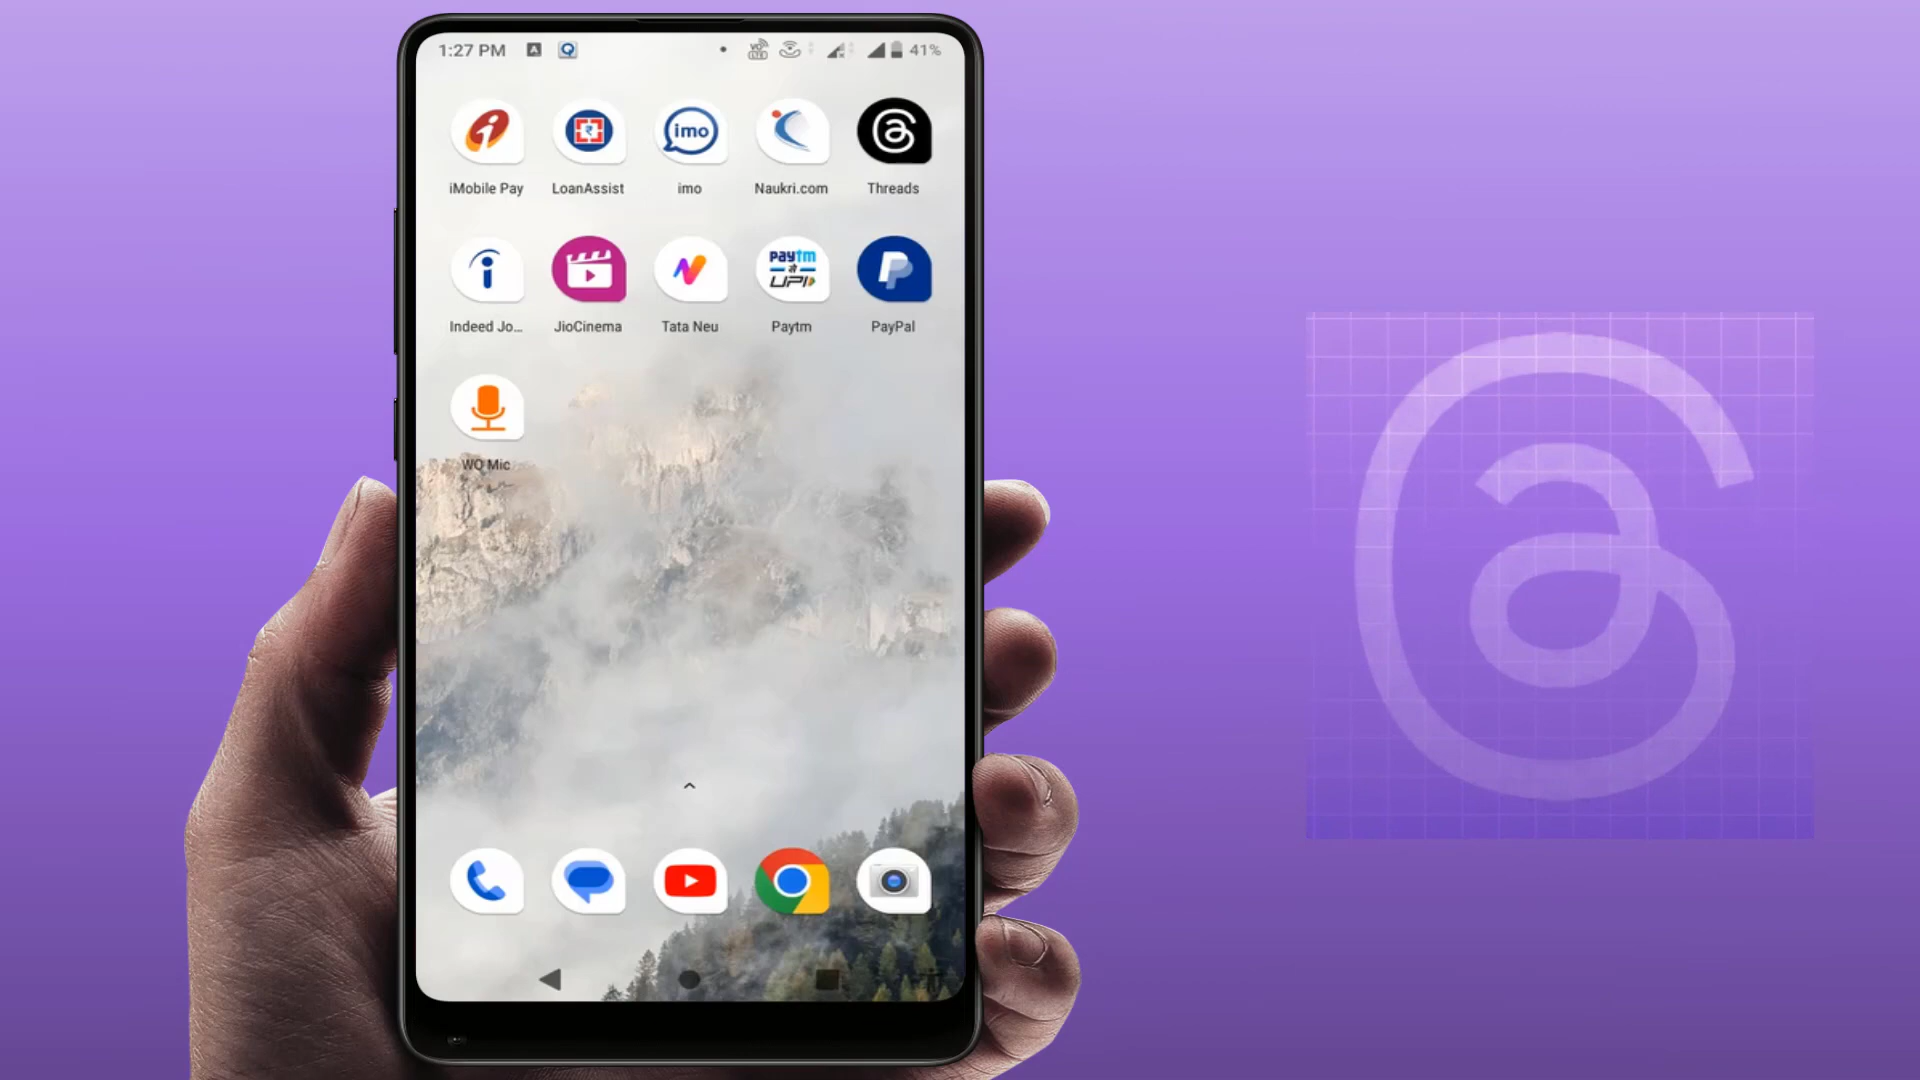 1:27 PM 41%
imo
iMobile Pay LoanAssist imo Naukri.com Threads
paytm
UPI
Indeed Jo... JioCinema Tata Neu Paytm PayPal
WO Mic